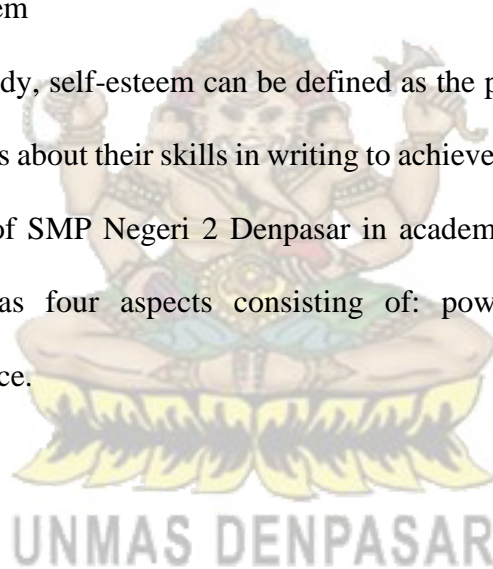 em
dy, self-esteem can be defined as the p
s about their skills in writing to achieve
of SMP Negeri 2 Denpasar in academ
as four aspects consisting of: pow
ce.
UNMAS DENPASAR